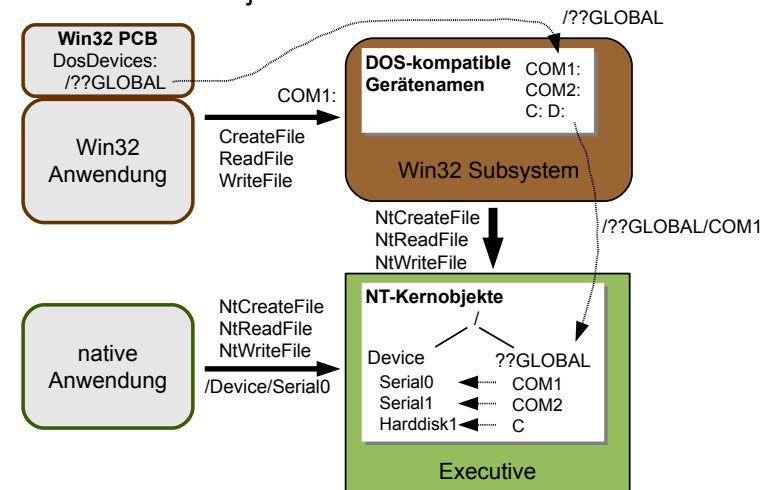 /??GLOBAL
Win32 PCB
DosDevices:
/??GLOBAL
DOS-kompatible
Gerätenamen
COM1:
COM2:
C: D:
COM1:
Win32
Anwendung
CreateFile
ReadFile
WriteFile
Win32 Subsystem
NtCreateFile
NtReadFile
NtWriteFile
/??GLOBAL/COM1
NT-Kernobjekte
/
native
Anwendung
NtCreateFile
NtReadFile
NtWriteFile
/Device/Serial0
Device ??GLOBAL
Serial0 COM1
Serial1 COM2
Harddisk1 C
Executive